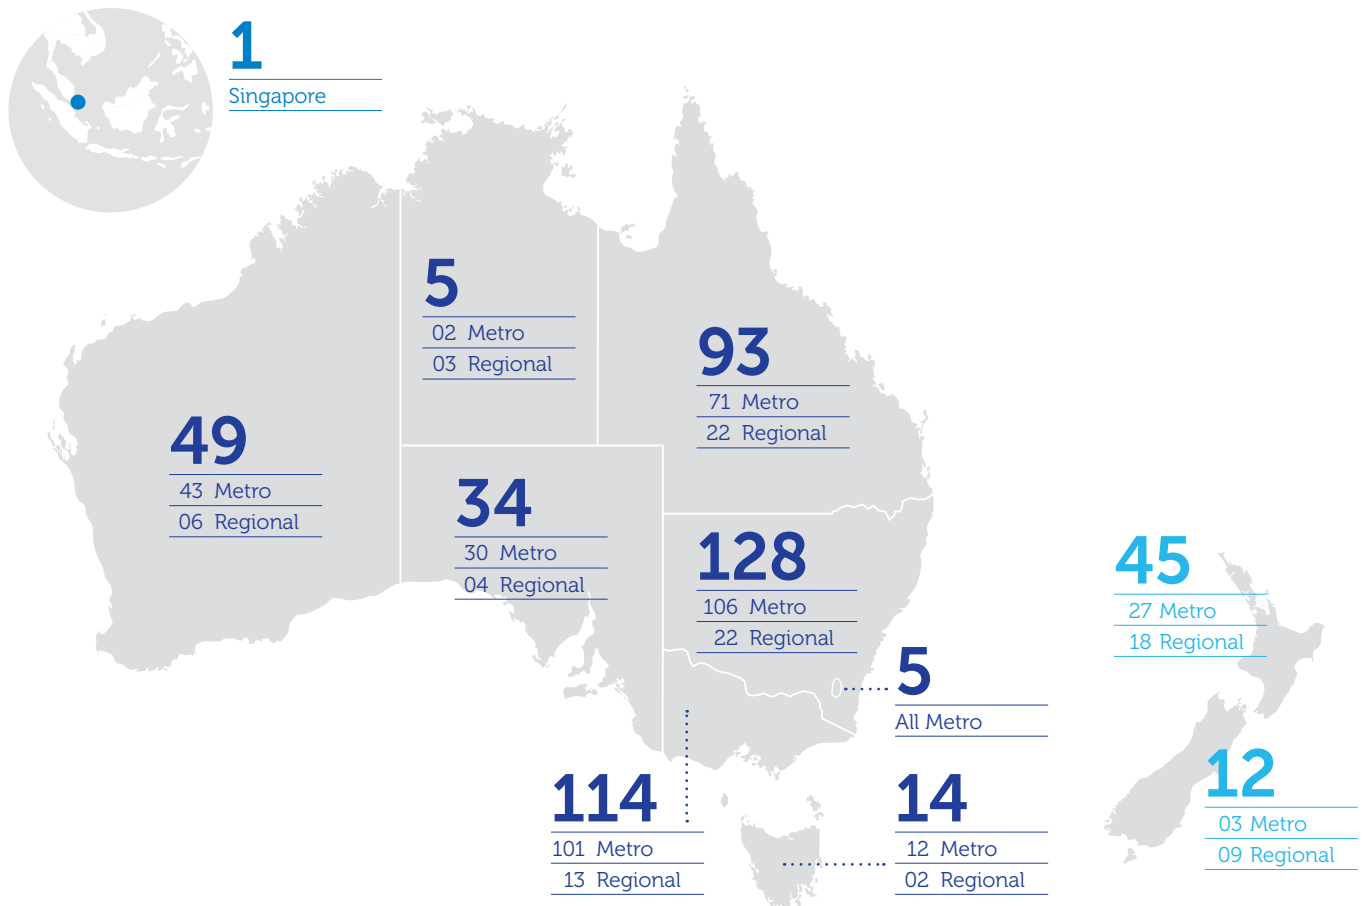 1
Singapore
5
02 Metro
03 Regional
93
71 Metro
22 Regional
49
43 Metro
06 Regional
34
30 Metro
04 Regional
128
106 Metro
22 Regional
45
27 Metro
18 Regional
5
All Metro
12
03 Metro
09 Regional
114
101 Metro
13 Regional
14
12 Metro
02 Regional